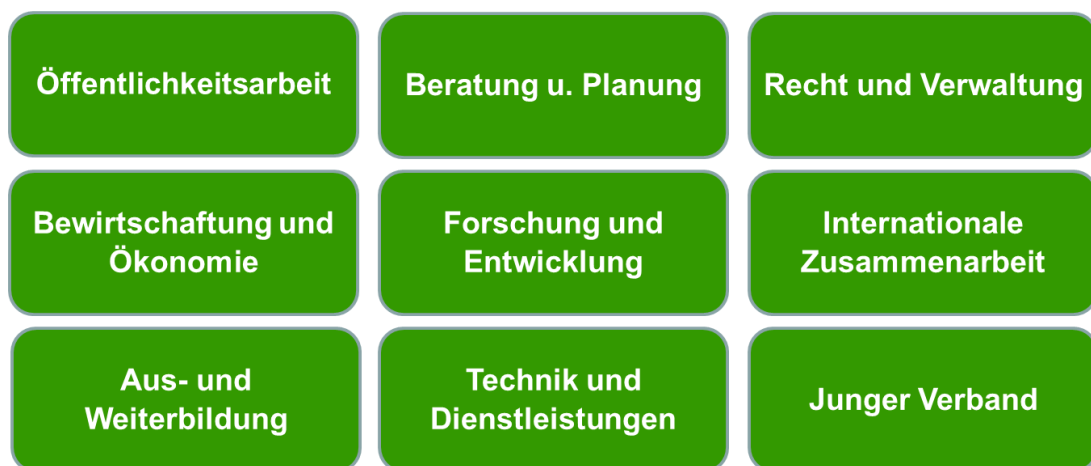 Öffentlichkeitsarbeit
Beratung u. Planung
Recht und Verwaltung
Bewirtschaftung und
Ökonomie
Forschung und
Entwicklung
Internationale
Zusammenarbeit
Aus- und
Weiterbildung
Technik und
Dienstleistungen
Junger Verband